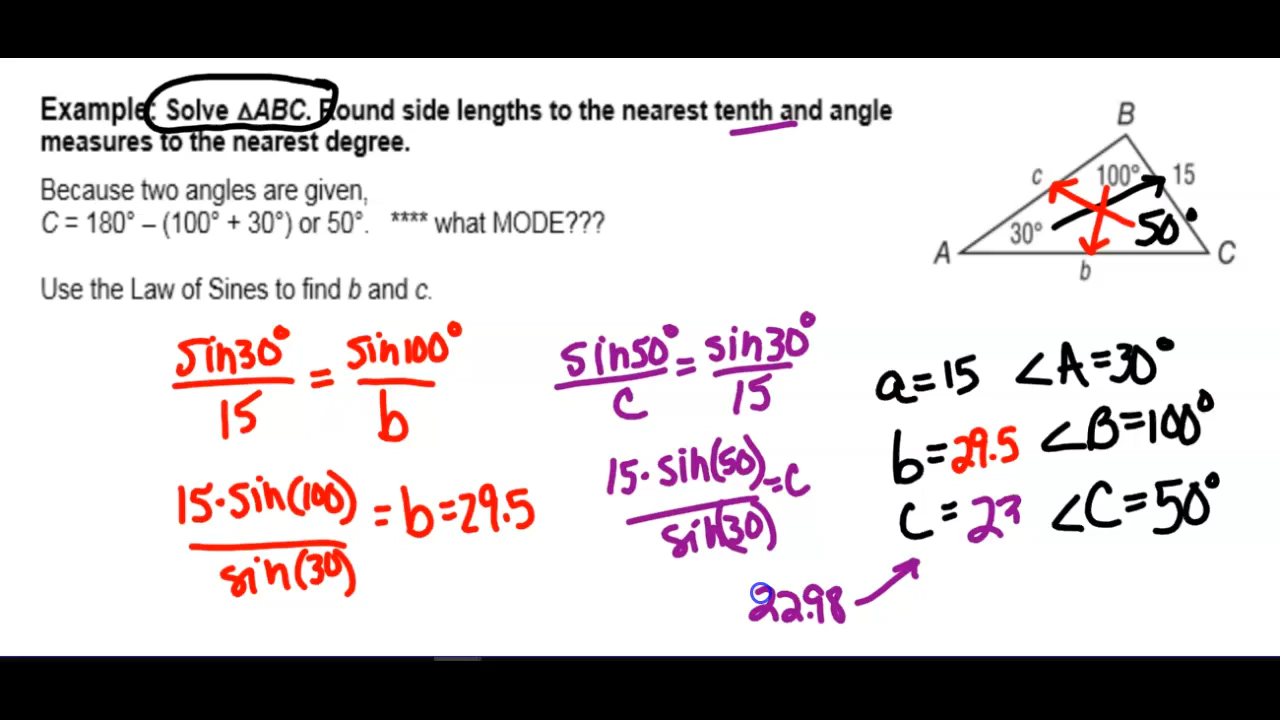 Example: Solve ΔABC. Round side lengths to the nearest tenth and angle
measures to the nearest degree.
Because two angles are given,
C = 180° – (100° + 30°) or 50°. **** what MODE???
Use the Law of Sines to find b and c.
B
c
100°
15
30°
50°
A
b
C
sin30°/15 = sin100°/b
15·sin(100)/sin(30) = b = 29.5
sin50°/c = sin30°/15
15·sin(50)/sin(30) = c
22.98
a = 15 ∠A = 30°
b = 29.5 ∠B = 100°
c = 23 ∠C = 50°